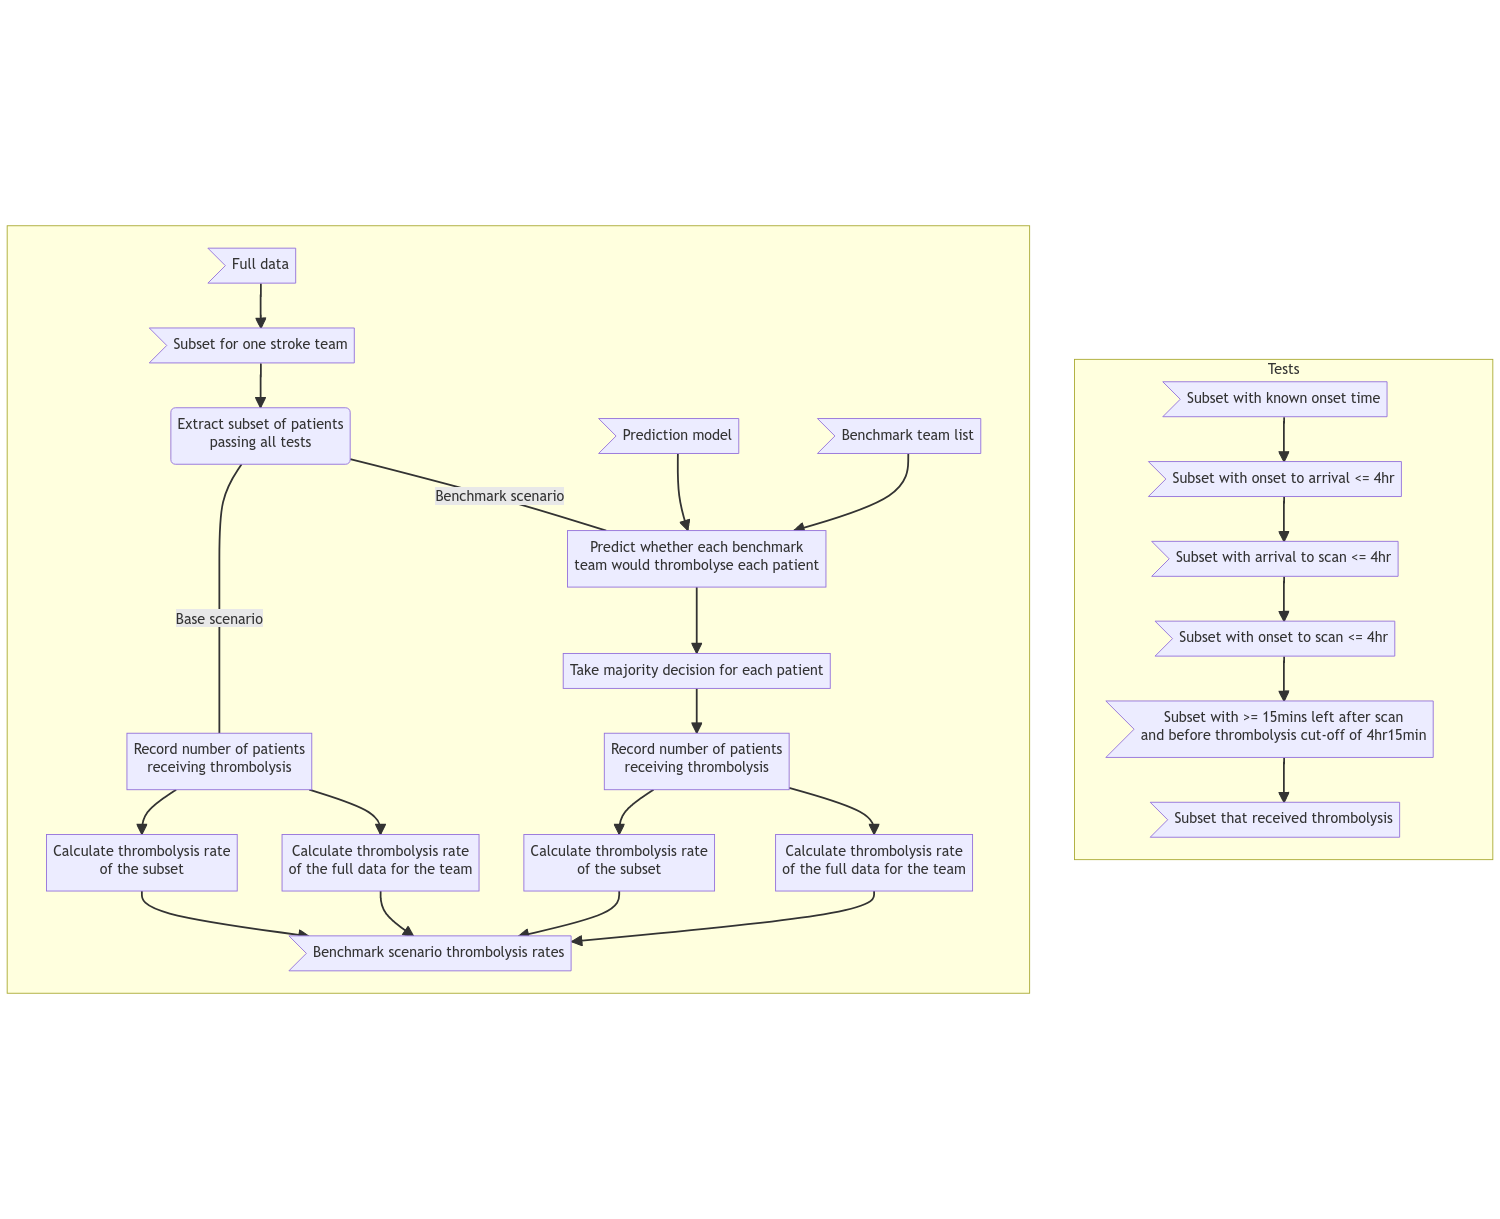 Full data
Subset for one stroke team
Extract subset of patients
passing all tests
Prediction model
Benchmark team list
Benchmark scenario
Predict whether each benchmark
team would thrombolyse each patient
Base scenario
Take majority decision for each patient
Record number of patients
receiving thrombolysis
Record number of patients
receiving thrombolysis
Calculate thrombolysis rate
of the subset
Calculate thrombolysis rate
of the full data for the team
Calculate thrombolysis rate
of the subset
Calculate thrombolysis rate
of the full data for the team
Benchmark scenario thrombolysis rates
Tests
Subset with known onset time
Subset with onset to arrival <= 4hr
Subset with arrival to scan <= 4hr
Subset with onset to scan <= 4hr
Subset with >= 15mins left after scan
and before thrombolysis cut-off of 4hr15min
Subset that received thrombolysis